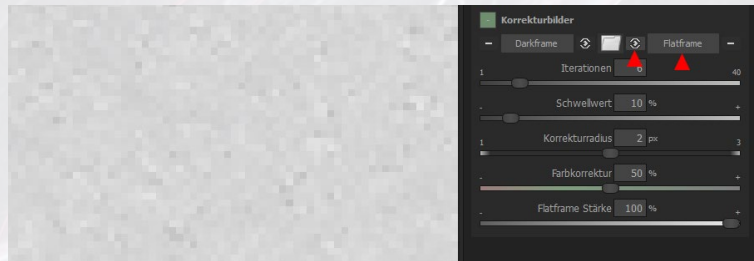 - Korrekturbilder
- Darkframe Flatframe -
Iterationen 6
1 40
Schwellwert 10 %
- +
Korrekturradius 2 px
1 3
Farbkorrektur 50 %
- +
Flatframe Stärke 100 %
- +